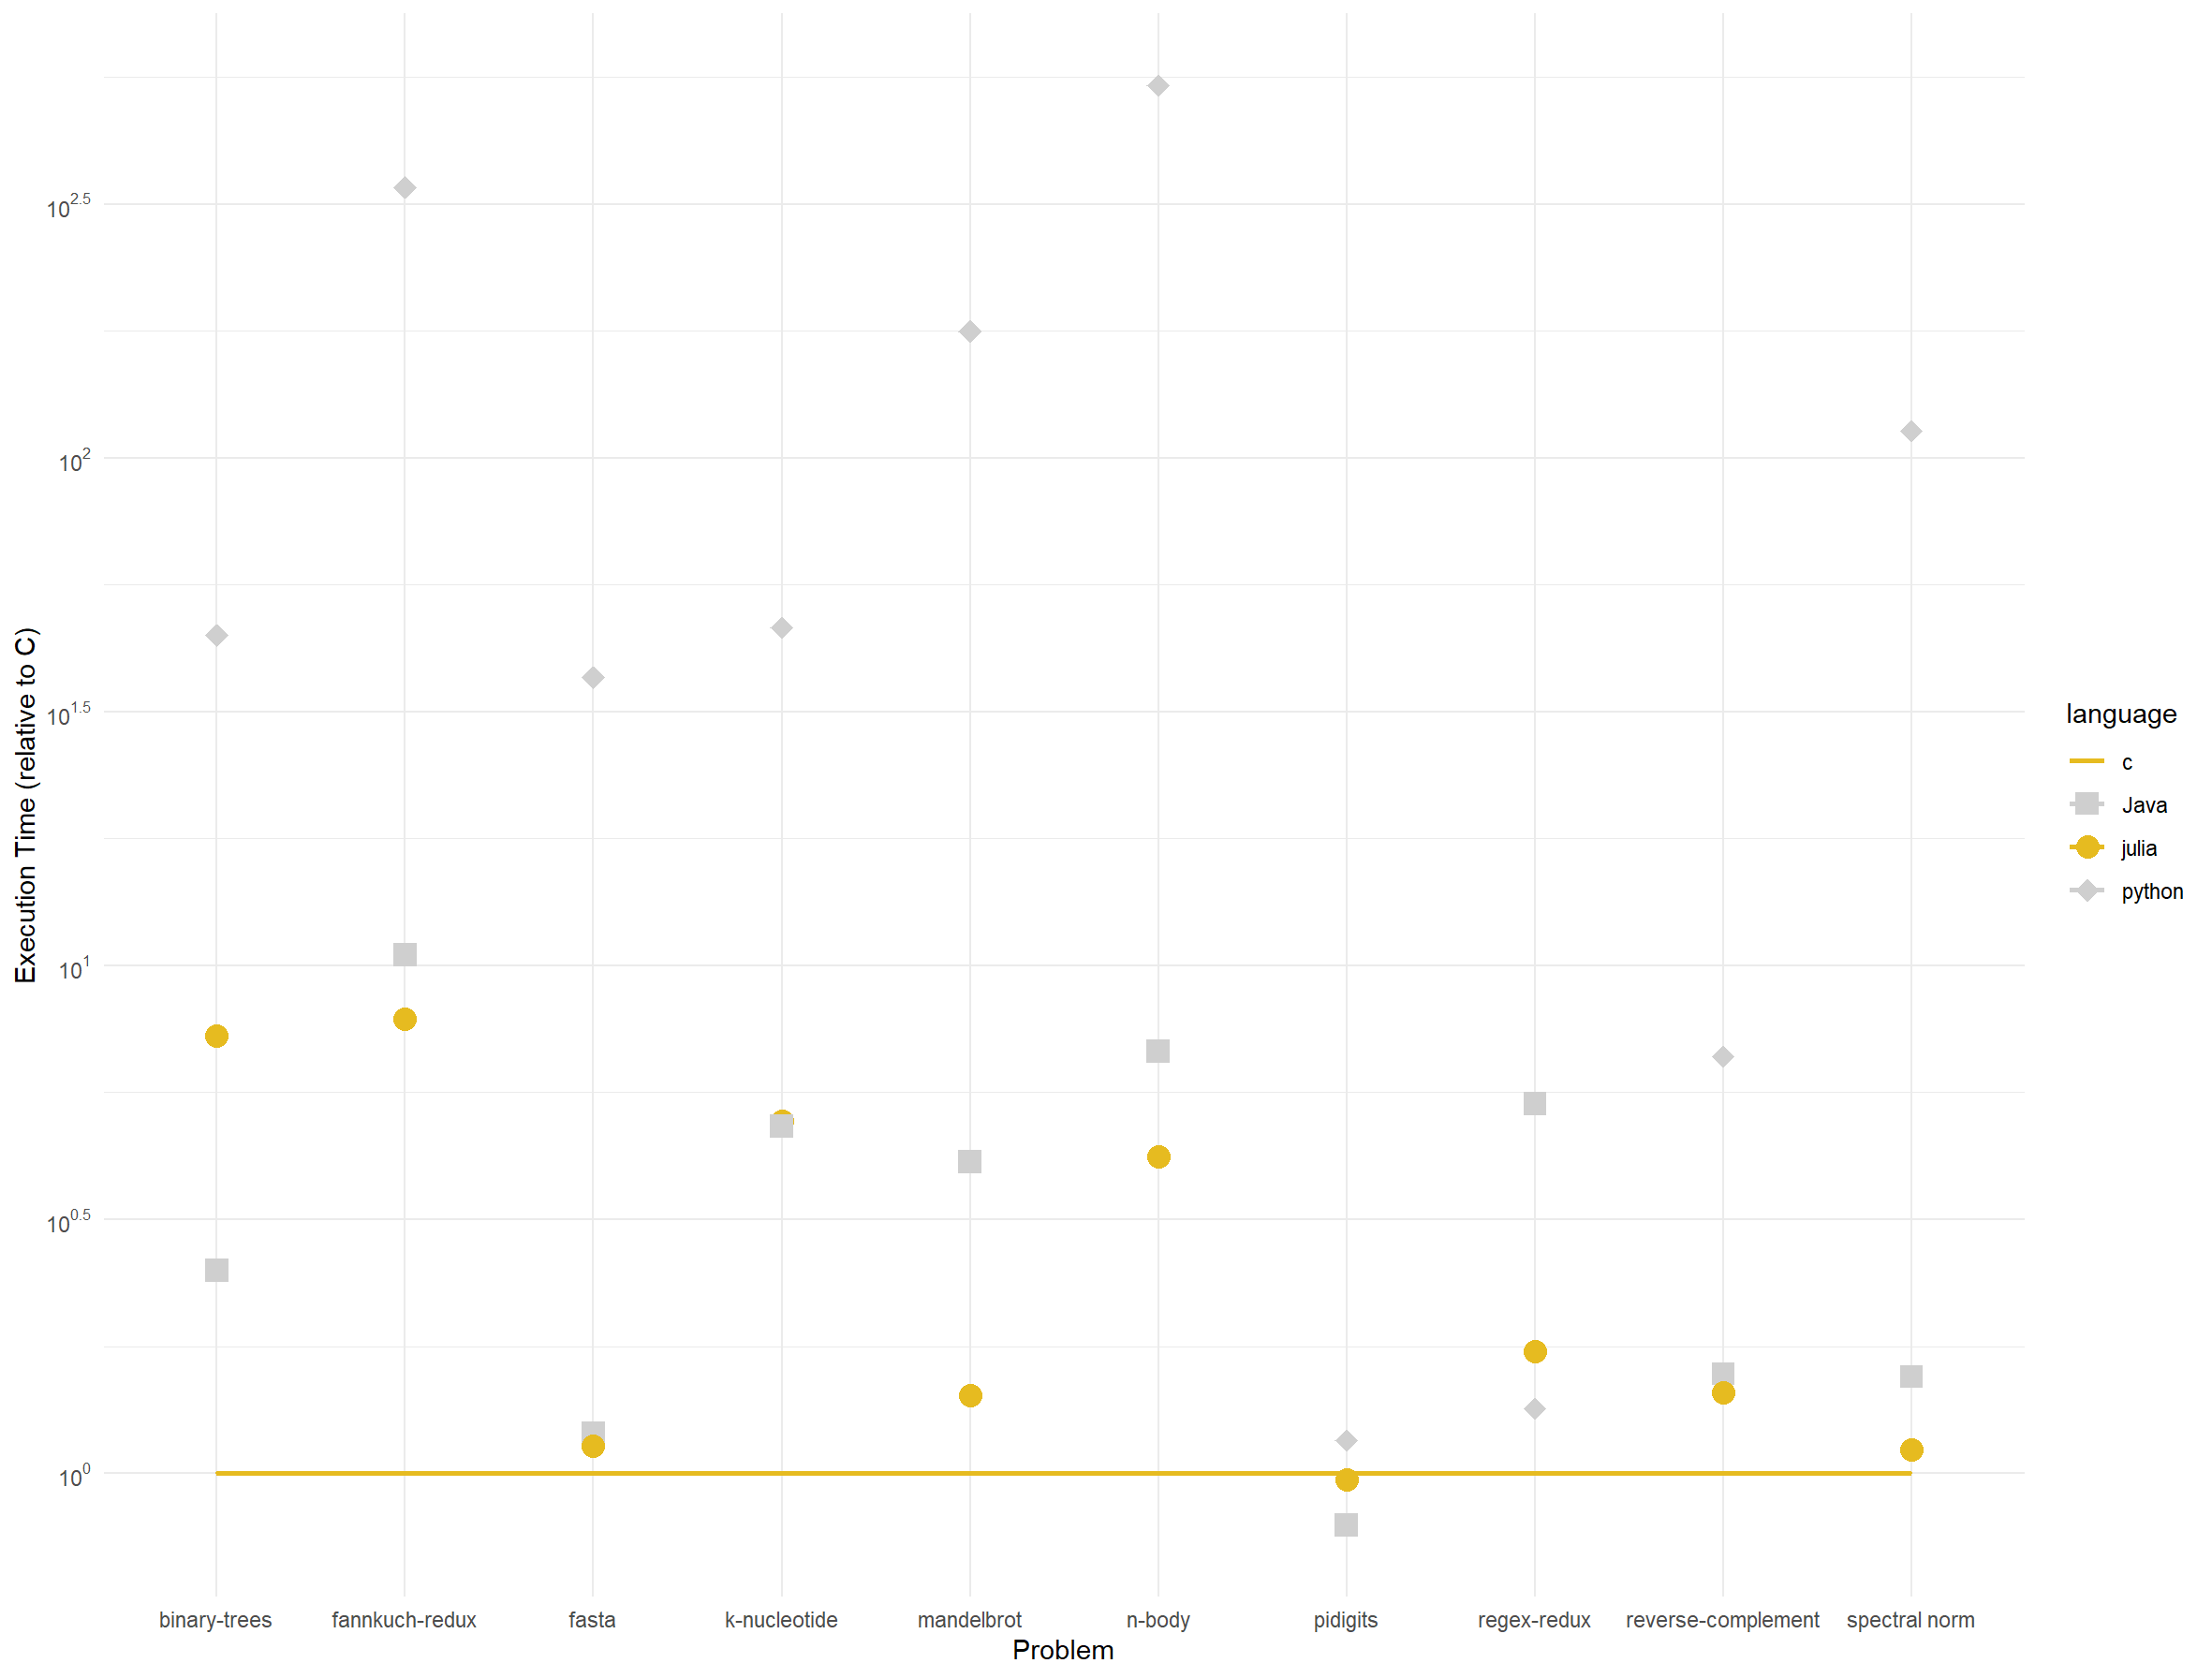 10^2.5
10^2
10^1.5
10^1
10^0.5
10^0
Execution Time (relative to C)
binary-trees
fannkuch-redux
fasta
k-nucleotide
mandelbrot
n-body
pidigits
regex-redux
reverse-complement
spectral norm
Problem
language
c
Java
julia
python